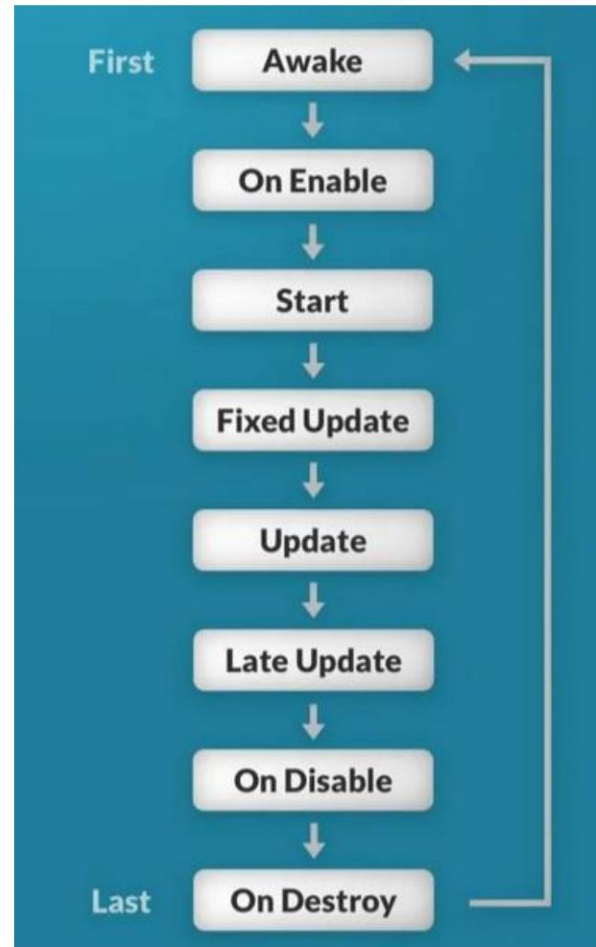 First
Awake
On Enable
Start
Fixed Update
Update
Late Update
On Disable
Last
On Destroy